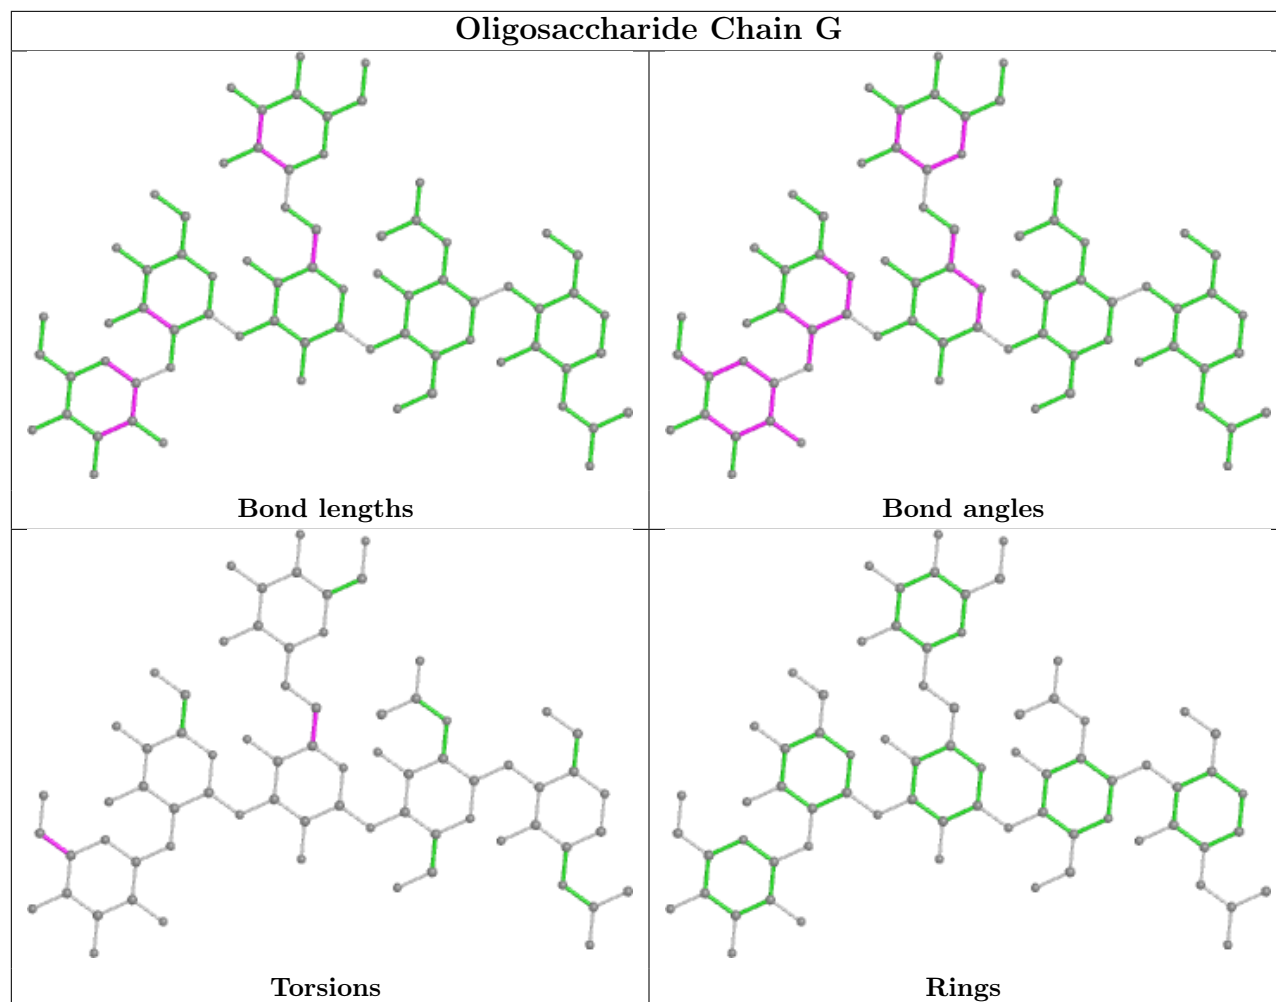 Oligosaccharide Chain G
Bond lengths
Bond angles
Torsions
Rings